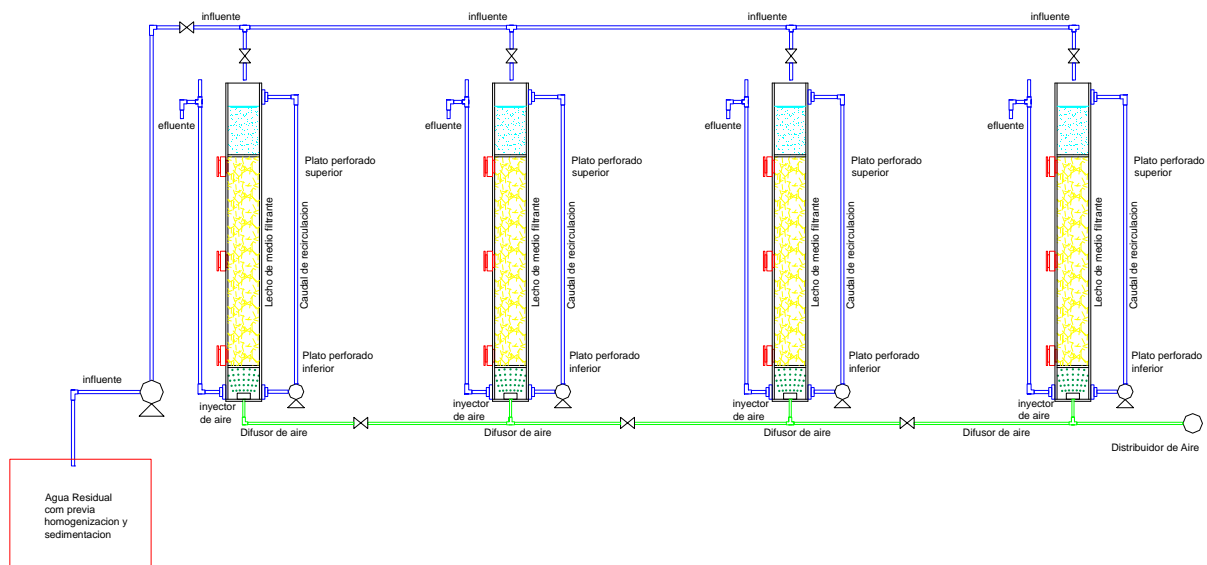 influente
influente
influente
influente
efluente
Plato perforado
superior
Lecho de medio filtrante
Caudal de recirculacion
Plato perforado
inferior
inyector
de aire
Difusor de aire
efluente
Plato perforado
superior
Lecho de medio filtrante
Caudal de recirculacion
Plato perforado
inferior
inyector
de aire
Difusor de aire
efluente
Plato perforado
superior
Lecho de medio filtrante
Caudal de recirculacion
Plato perforado
inferior
inyector
de aire
Difusor de aire
efluente
Plato perforado
superior
Lecho de medio filtrante
Caudal de recirculacion
Plato perforado
inferior
inyector
de aire
Difusor de aire
Distribuidor de Aire
influente
Agua Residual
com previa
homogenizacion y
sedimentacion